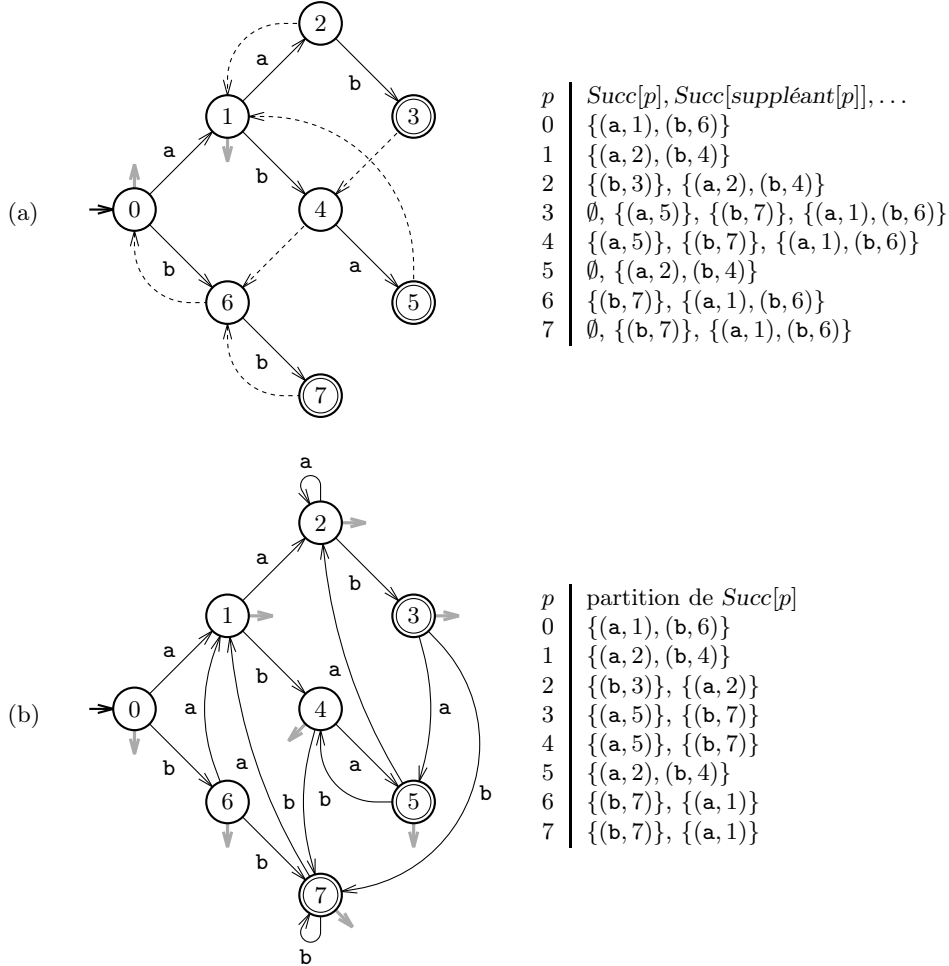 (a)
0
1
2
3
4
5
6
7
a
b
a
b
b
a
b
p Succ[p], Succ[suppléant[p]], ...
0 {(a, 1), (b, 6)}
1 {(a, 2), (b, 4)}
2 {(b, 3)}, {(a, 2), (b, 4)}
3 ∅, {(a, 5)}, {(b, 7)}, {(a, 1), (b, 6)}
4 {(a, 5)}, {(b, 7)}, {(a, 1), (b, 6)}
5 ∅, {(a, 2), (b, 4)}
6 {(b, 7)}, {(a, 1), (b, 6)}
7 ∅, {(b, 7)}, {(a, 1), (b, 6)}
(b)
0
1
2
3
4
5
6
7
a
a
b
a
b
a
a
b
a
b
a
a
b
b
b
b
b
p partition de Succ[p]
0 {(a, 1), (b, 6)}
1 {(a, 2), (b, 4)}
2 {(b, 3)}, {(a, 2)}
3 {(a, 5)}, {(b, 7)}
4 {(a, 5)}, {(b, 7)}
5 {(a, 2), (b, 4)}
6 {(b, 7)}, {(a, 1)}
7 {(b, 7)}, {(a, 1)}